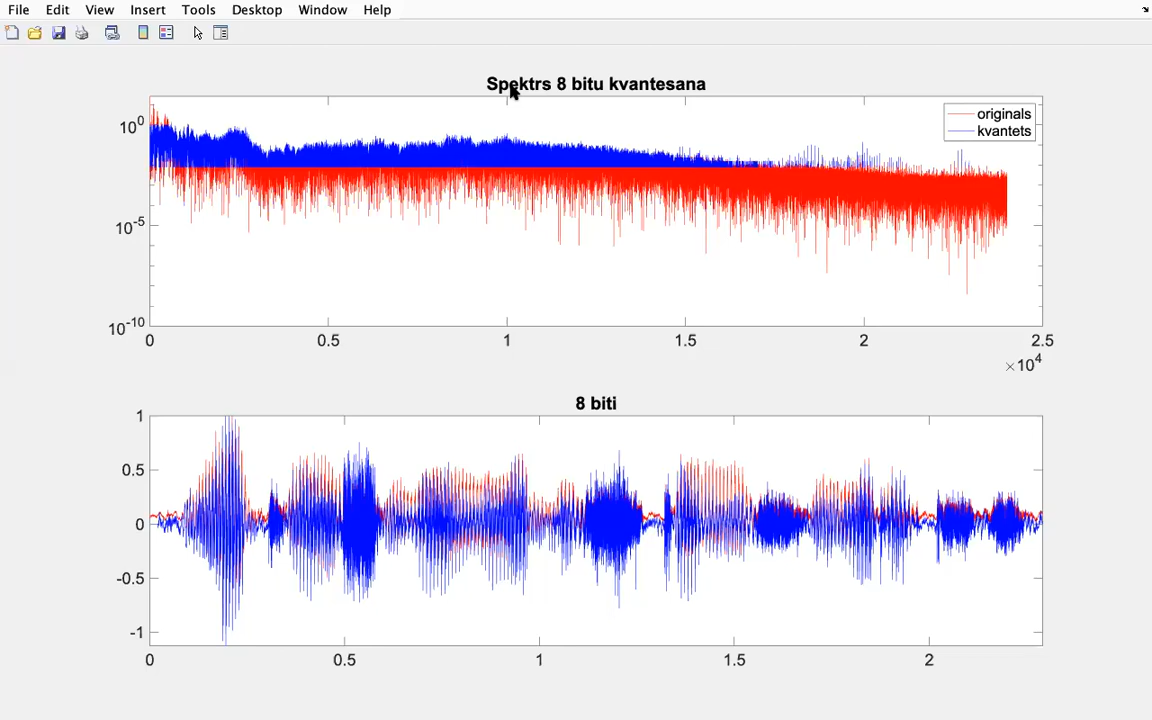 File Edit View Insert Tools Desktop Window Help
Spektrs 8 bitu kvantesana
originals
kvantets
10^0
10^-5
10^-10
0 0.5 1 1.5 2 2.5
×10^4
8 biti
1
0.5
0
-0.5
-1
0 0.5 1 1.5 2